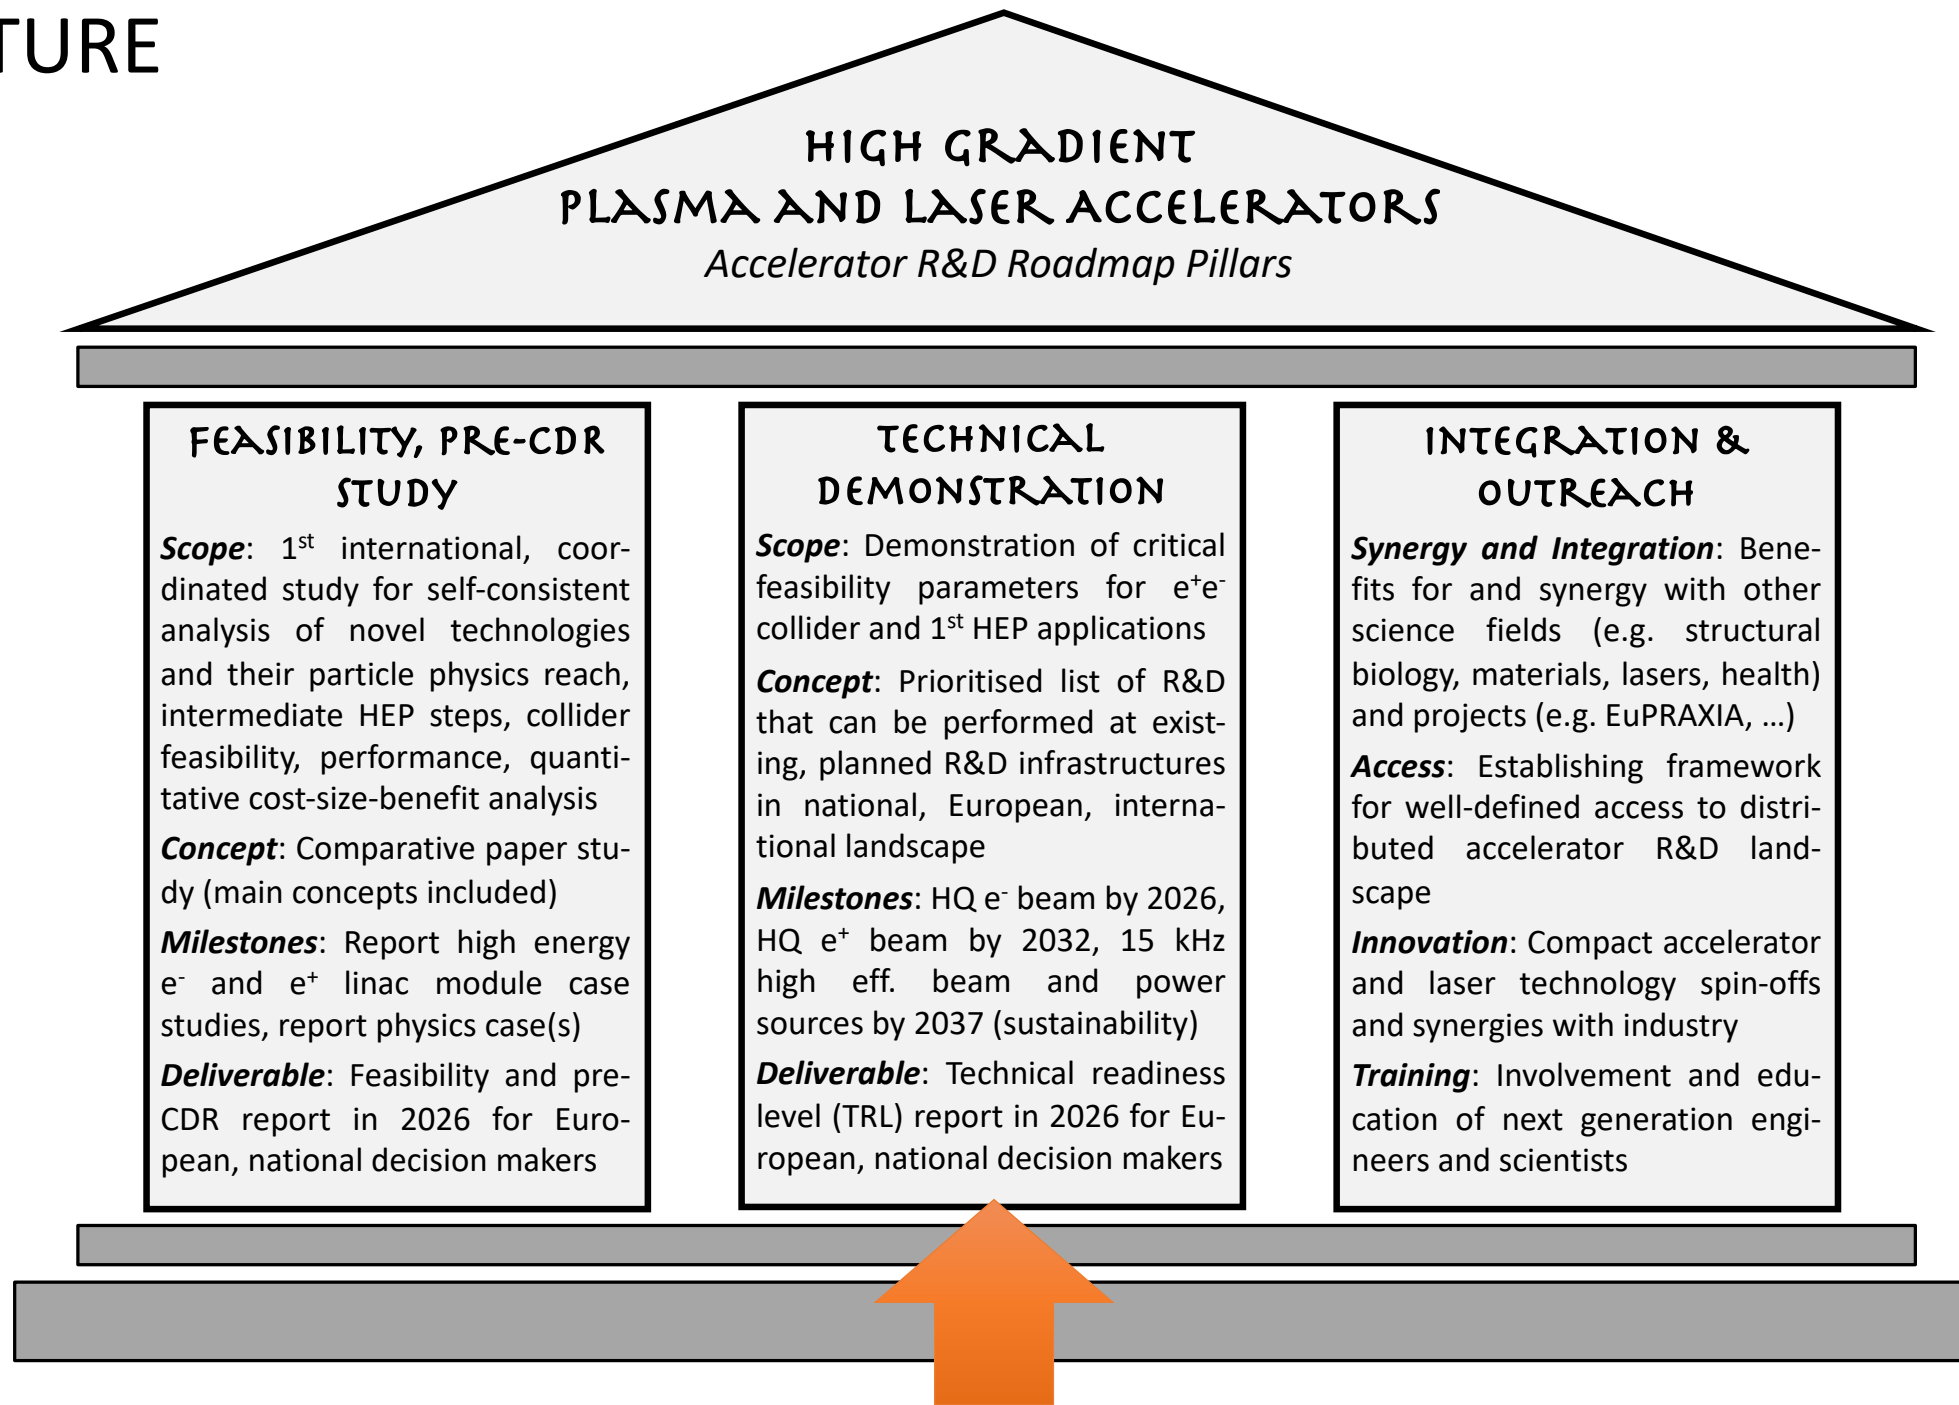 TURE
HIGH GRADIENT
PLASMA AND LASER ACCELERATORS
Accelerator R&D Roadmap Pillars
FEASIBILITY, PRE-CDR
STUDY
Scope: 1st international, coor-
dinated study for self-consistent
analysis of novel technologies
and their particle physics reach,
intermediate HEP steps, collider
feasibility, performance, quanti-
tative cost-size-benefit analysis
Concept: Comparative paper stu-
dy (main concepts included)
Milestones: Report high energy
e- and e+ linac module case
studies, report physics case(s)
Deliverable: Feasibility and pre-
CDR report in 2026 for Euro-
pean, national decision makers
TECHNICAL
DEMONSTRATION
Scope: Demonstration of critical
feasibility parameters for e+e-
collider and 1st HEP applications
Concept: Prioritised list of R&D
that can be performed at exist-
ing, planned R&D infrastructures
in national, European, interna-
tional landscape
Milestones: HQ e- beam by 2026,
HQ e+ beam by 2032, 15 kHz
high eff. beam and power
sources by 2037 (sustainability)
Deliverable: Technical readiness
level (TRL) report in 2026 for Eu-
ropean, national decision makers
INTEGRATION &
OUTREACH
Synergy and Integration: Bene-
fits for and synergy with other
science fields (e.g. structural
biology, materials, lasers, health)
and projects (e.g. EuPRAXIA, …)
Access: Establishing framework
for well-defined access to distri-
buted accelerator R&D land-
scape
Innovation: Compact accelerator
and laser technology spin-offs
and synergies with industry
Training: Involvement and edu-
cation of next generation engi-
neers and scientists